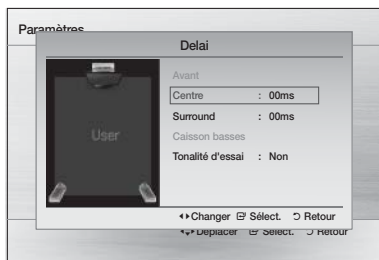 Paramètres
Delai
Avant
Centre : 00ms
Surround : 00ms
Caisson basses
Tonalité d'essai : Non
User
Changer Sélect. Retour
Déplacer Sélect. Retour